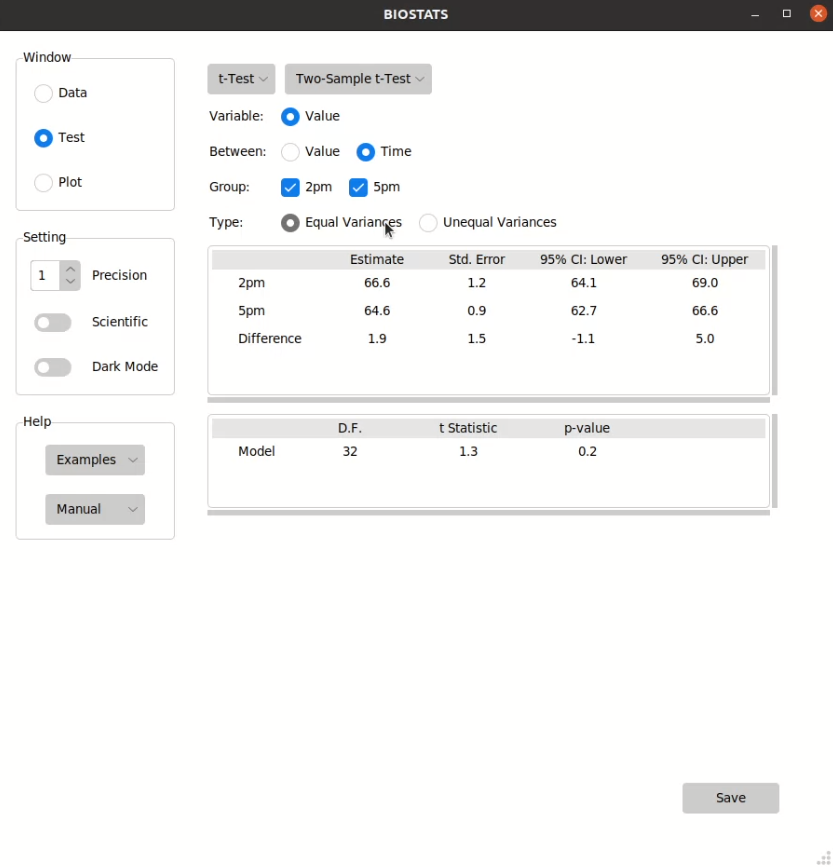 BIOSTATS
Window
Data
Test
Plot
Setting
1 Precision
Scientific
Dark Mode
Help
Examples
Manual
t-Test Two-Sample t-Test
Variable: Value
Between: Value Time
Group: 2pm 5pm
Type: Equal Variances Unequal Variances
Estimate Std. Error 95% CI: Lower 95% CI: Upper
2pm 66.6 1.2 64.1 69.0
5pm 64.6 0.9 62.7 66.6
Difference 1.9 1.5 -1.1 5.0
D.F. t Statistic p-value
Model 32 1.3 0.2
Save